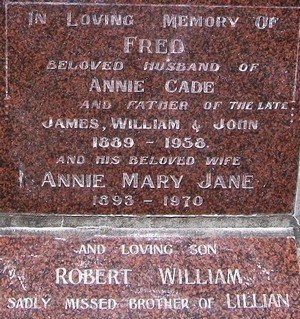 IN LOVING MEMORY OF
FRED
BELOVED HUSBAND OF
ANNIE CADE
AND FATHER OF THE LATE
JAMES, WILLIAM & JOHN
1889 - 1958.
AND HIS BELOVED WIFE
ANNIE MARY JANE
1893 - 1970
AND LOVING SON
ROBERT WILLIAM
SADLY MISSED BROTHER OF LILLIAN